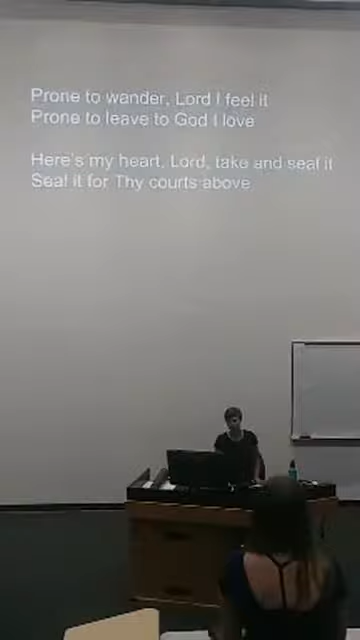 Prone to wander, Lord I feel it
Prone to leave to God I love
Here's my heart, Lord, take and seal it
Seal it for Thy courts above